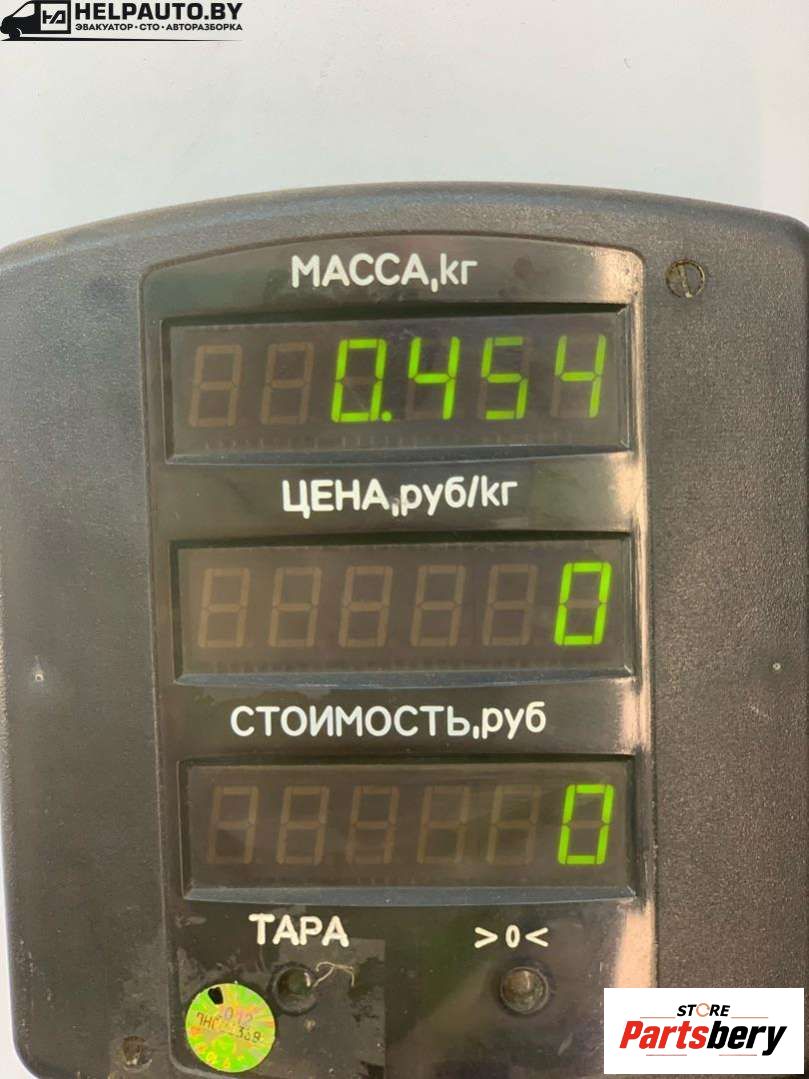 HELPAUTO.BY
ЭВАКУАТОР • СТО • АВТОРАЗБОРКА
МАССА,кг
0.454
ЦЕНА,руб/кг
0
СТОИМОСТЬ,руб
0
ТАРА >0<
STORE
Partsbery